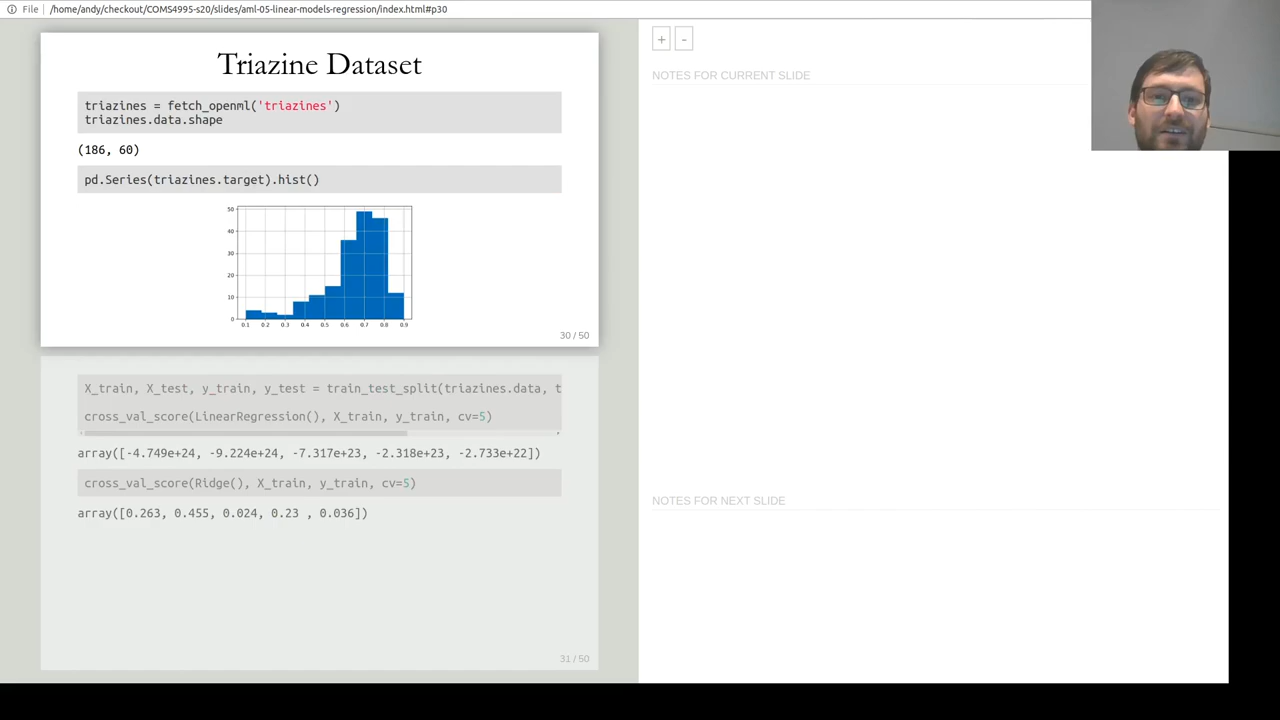 File
/home/andy/checkout/COMS4995-s20/slides/aml-05-linear-models-regression/index.html#p30
Triazine Dataset
triazines = fetch_openml('triazines')
triazines.data.shape
(186, 60)
pd.Series(triazines.target).hist()
50
40
30
20
10
0
0.1 0.2 0.3 0.4 0.5 0.6 0.7 0.8 0.9
30 / 50
X_train, X_test, y_train, y_test = train_test_split(triazines.data, t
cross_val_score(LinearRegression(), X_train, y_train, cv=5)
array([-4.749e+24, -9.224e+24, -7.317e+23, -2.318e+23, -2.733e+22])
cross_val_score(Ridge(), X_train, y_train, cv=5)
array([0.263, 0.455, 0.024, 0.23 , 0.036])
31 / 50
+ -
NOTES FOR CURRENT SLIDE
NOTES FOR NEXT SLIDE